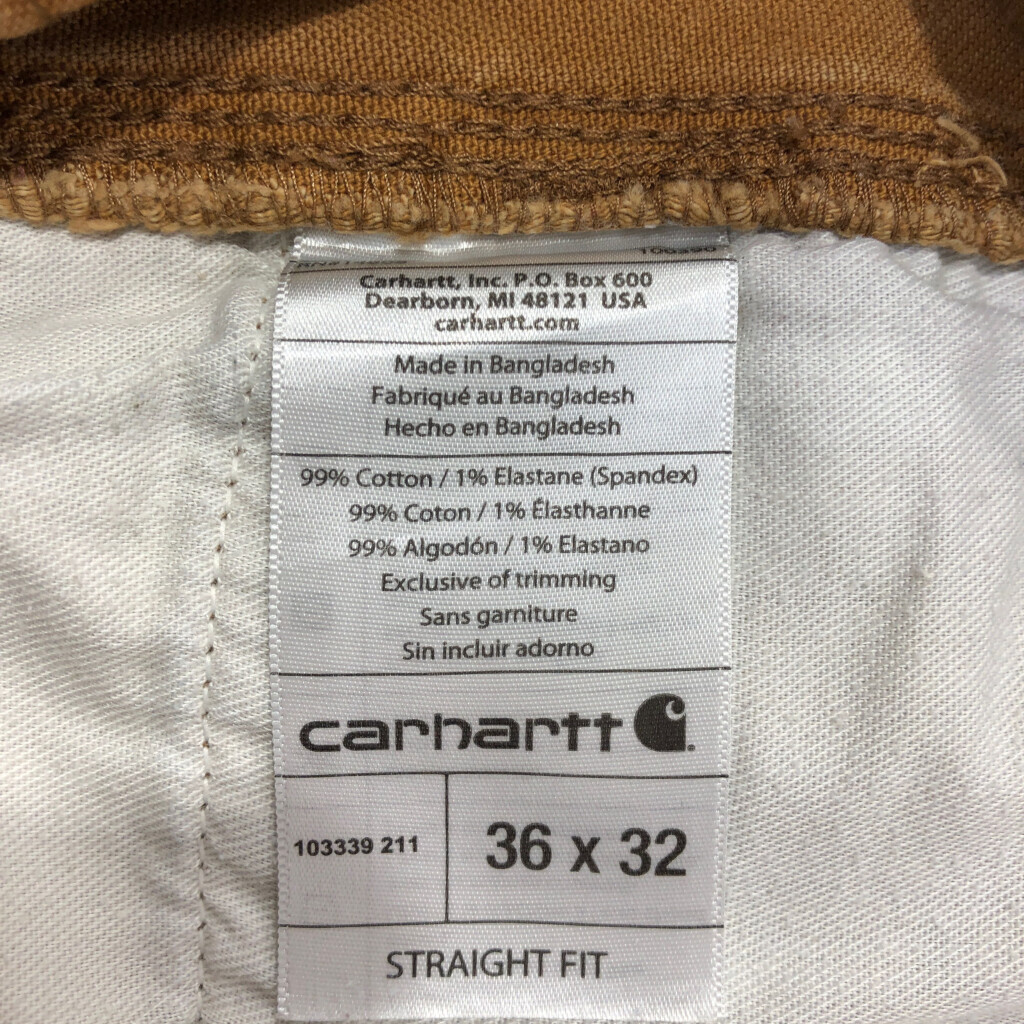 Carhartt, Inc. P.O. Box 600
Dearborn, MI 48121 USA
carhartt.com
Made in Bangladesh
Fabriqué au Bangladesh
Hecho en Bangladesh
99% Cotton / 1% Elastane (Spandex)
99% Coton / 1% Élasthanne
99% Algodón / 1% Elastano
Exclusive of trimming
Sans garniture
Sin incluir adorno
carhartt
103339 211
36 x 32
STRAIGHT FIT